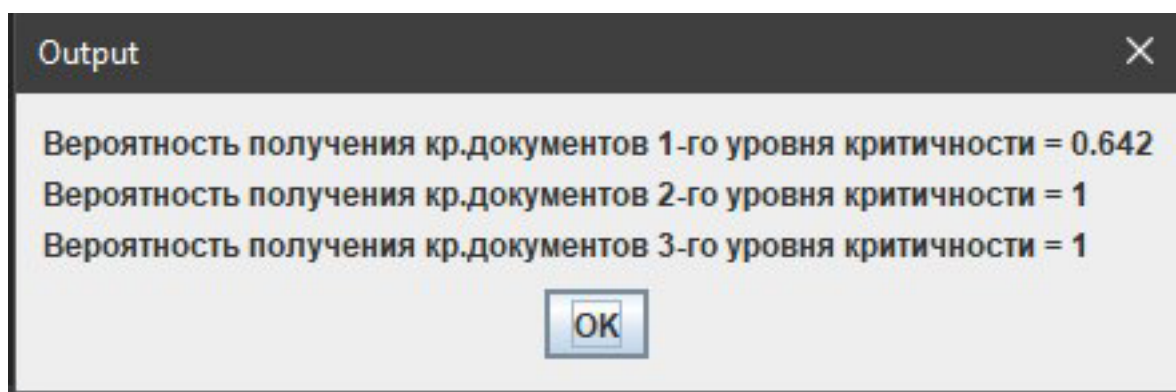 Output
Вероятность получения кр.документов 1-го уровня критичности = 0.642
Вероятность получения кр.документов 2-го уровня критичности = 1
Вероятность получения кр.документов 3-го уровня критичности = 1
OK